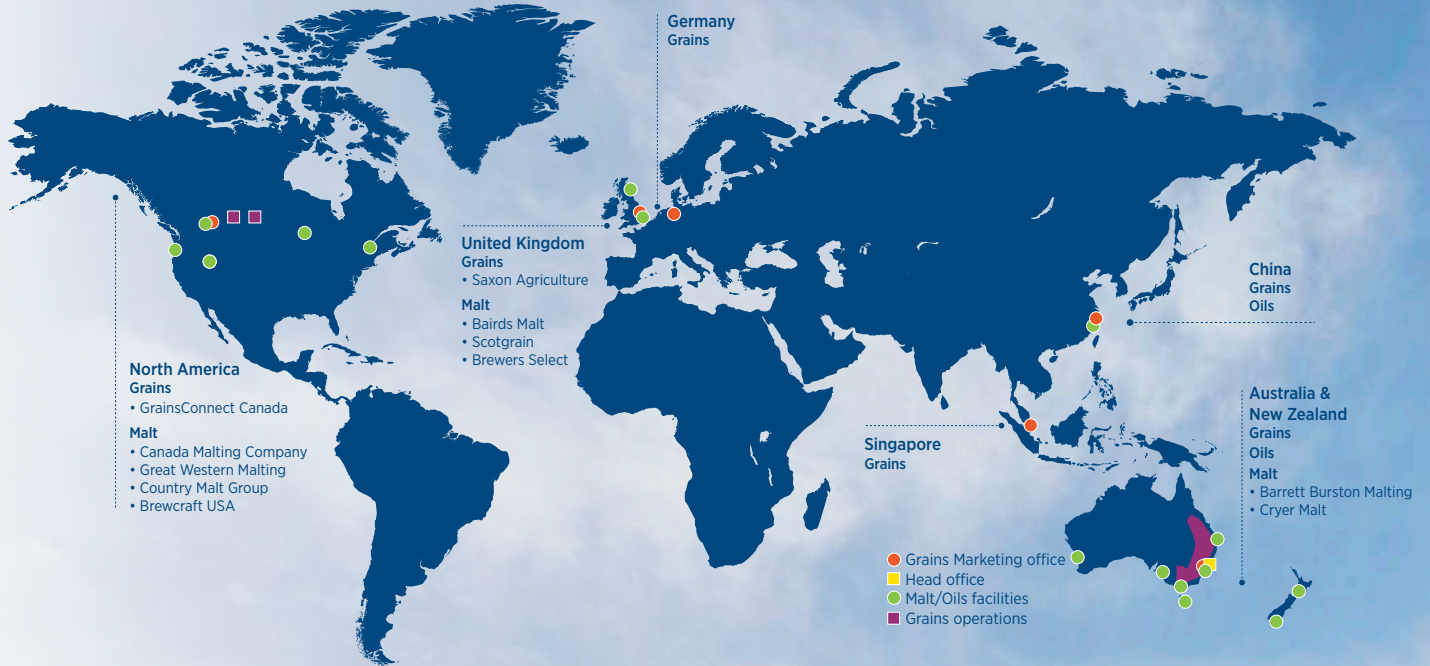 Germany
Grains
United Kingdom
Grains
• Saxon Agriculture
Malt
• Bairds Malt
• Scotgrain
• Brewers Select
North America
Grains
• GrainsConnect Canada
Malt
• Canada Malting Company
• Great Western Malting
• Country Malt Group
• Brewcraft USA
China
Grains
Oils
Singapore
Grains
Australia &
New Zealand
Grains
Oils
Malt
• Barrett Burston Malting
• Cryer Malt
Grains Marketing office
Head office
Malt/Oils facilities
Grains operations